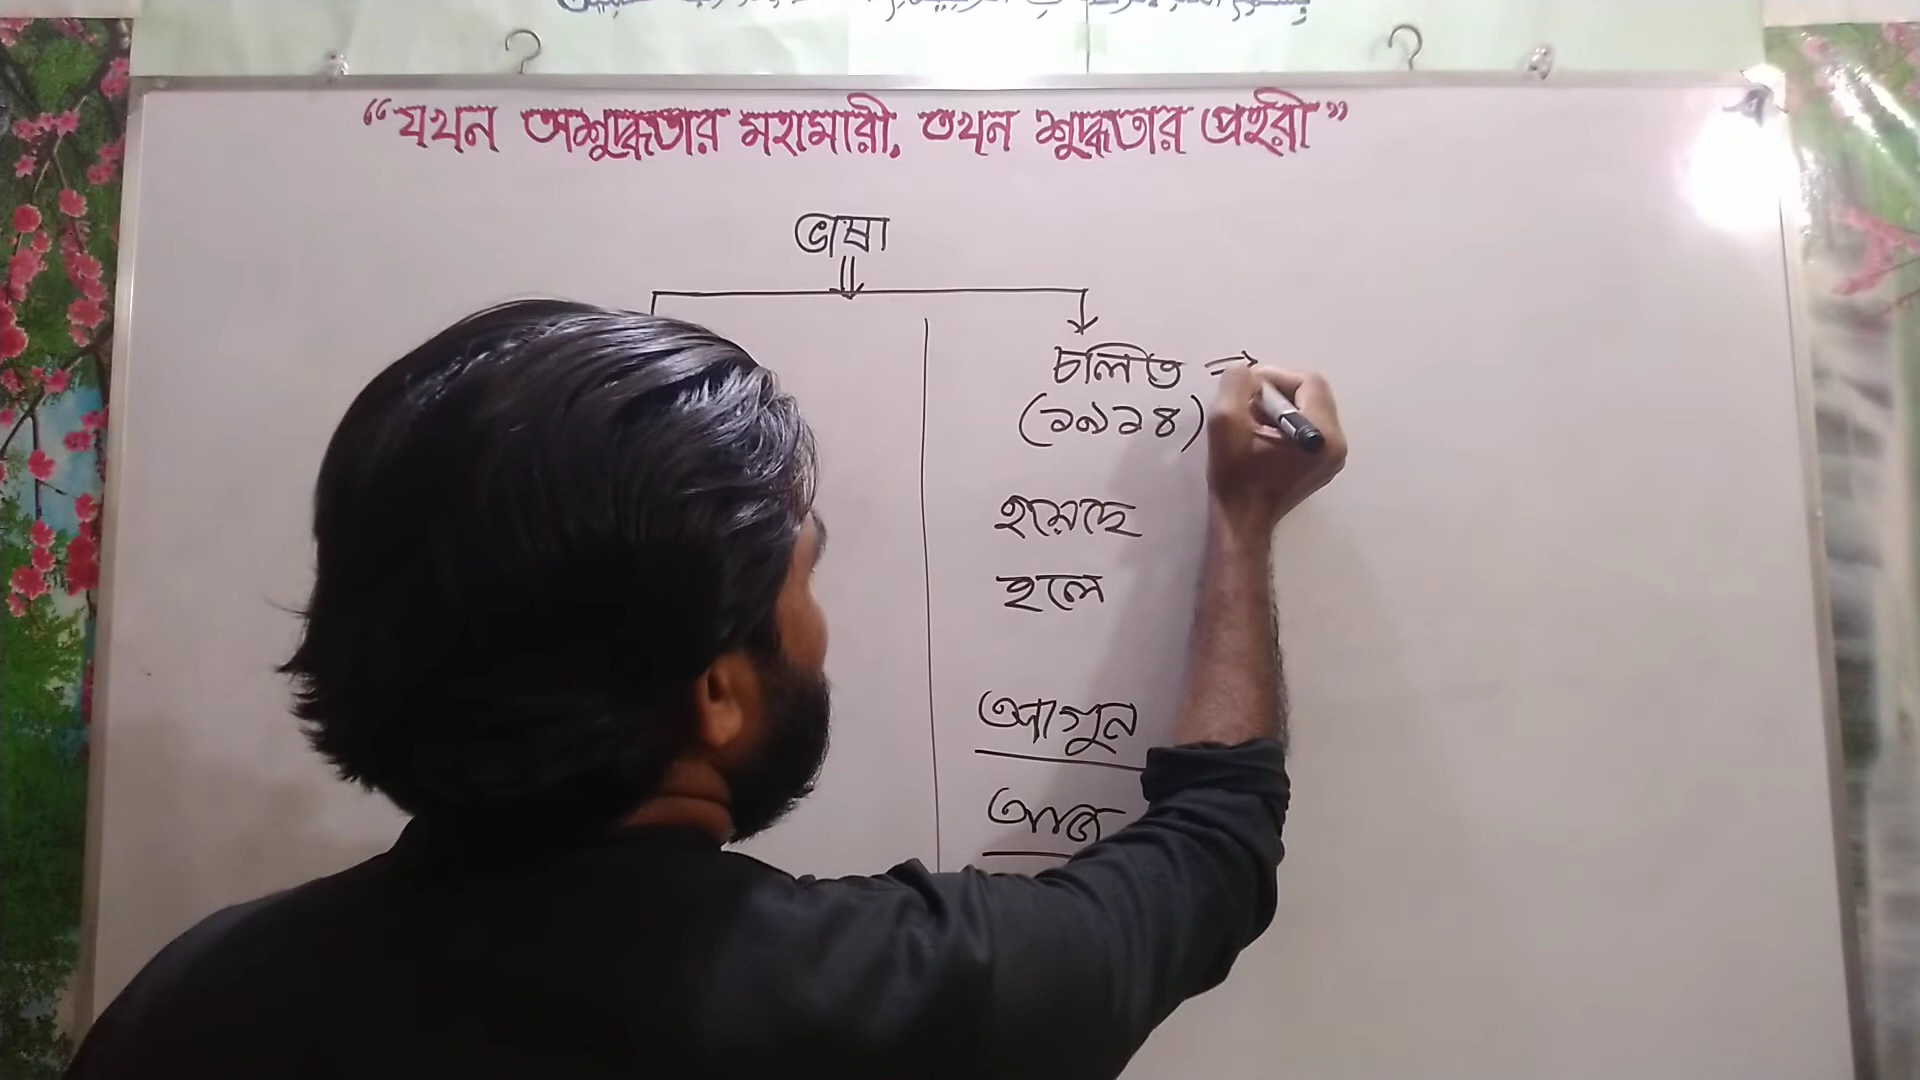 “যখন অশুদ্ধতার মহামারী, তখন শুদ্ধতার প্রহরী”
ভাষা
চলিত ⇒
(১৯১৪)
হয়েছে
হলে
আগুন
আজ